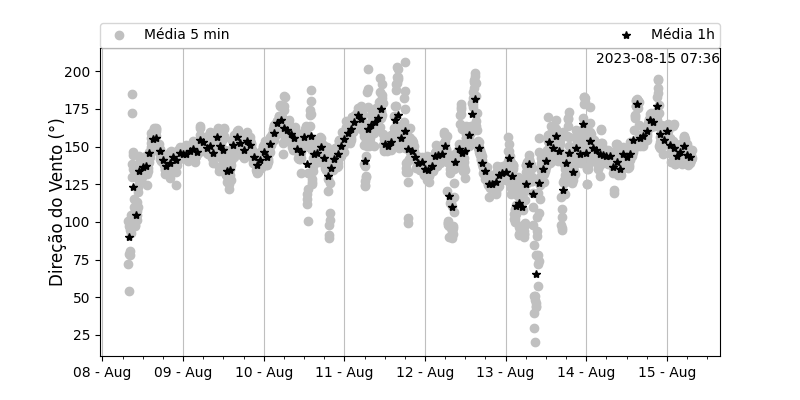 Média 5 min
Média 1h
2023-08-15 07:36
Direção do Vento (°)
200
175
150
125
100
75
50
25
08 - Aug
09 - Aug
10 - Aug
11 - Aug
12 - Aug
13 - Aug
14 - Aug
15 - Aug